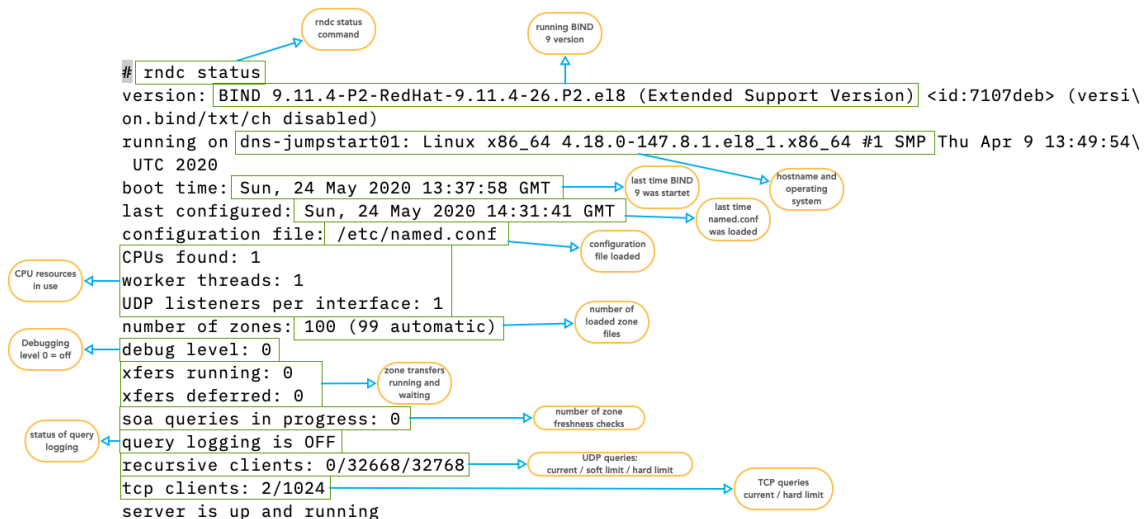 rndc status
command
running BIND
9 version
# rndc status
version: BIND 9.11.4-P2-RedHat-9.11.4-26.P2.el8 (Extended Support Version) <id:7107deb> (versi\
on.bind/txt/ch disabled)
running on dns-jumpstart01: Linux x86_64 4.18.0-147.8.1.el8_1.x86_64 #1 SMP Thu Apr 9 13:49:54\
UTC 2020
hostname and
operating
system
boot time: Sun, 24 May 2020 13:37:58 GMT
last time BIND
9 was startet
last configured: Sun, 24 May 2020 14:31:41 GMT
last time
named.conf
was loaded
configuration file: /etc/named.conf
configuration
file loaded
CPUs found: 1
worker threads: 1
UDP listeners per interface: 1
CPU resources
in use
number of zones: 100 (99 automatic)
number of
loaded zone
files
debug level: 0
Debugging
level 0 = off
xfers running: 0
xfers deferred: 0
zone transfers
running and
waiting
soa queries in progress: 0
number of zone
freshness checks
query logging is OFF
status of query
logging
recursive clients: 0/32668/32768
UDP queries:
current / soft limit / hard limit
tcp clients: 2/1024
TCP queries
current / hard limit
server is up and running